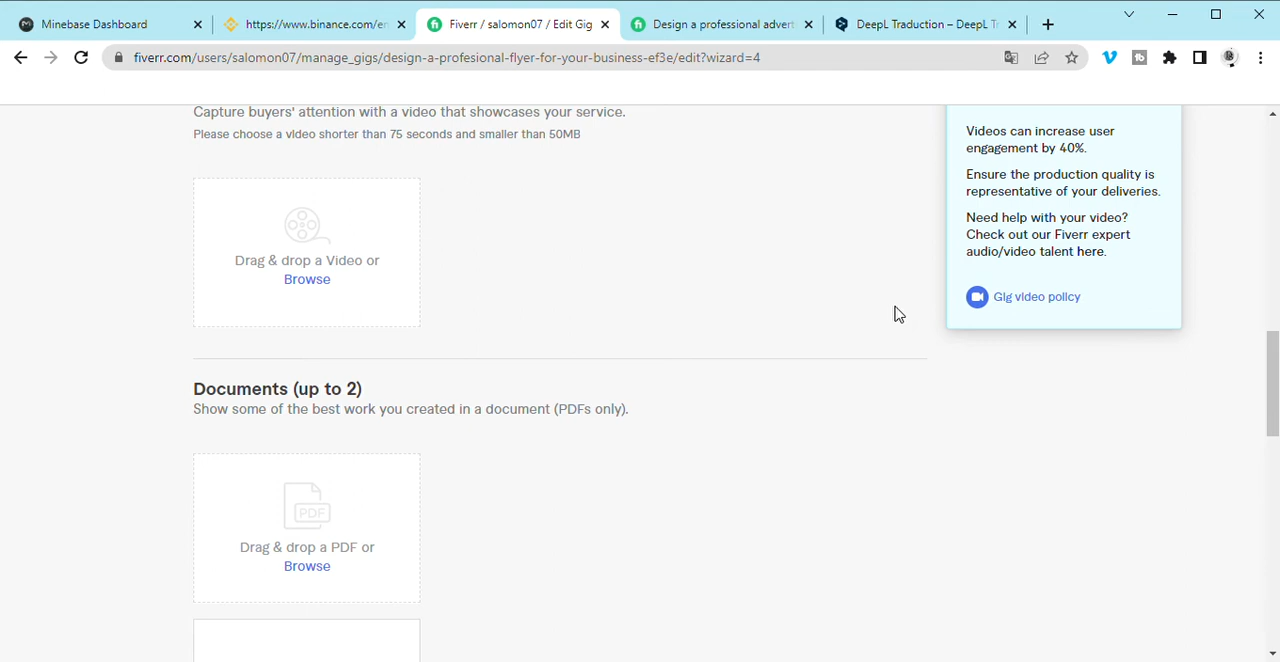 Minebase Dashboard
https://www.binance.com/en
Fiverr / salomon07 / Edit Gig
Design a professional advert
DeepL Traduction – DeepL Tr
fiverr.com/users/salomon07/manage_gigs/design-a-profesional-flyer-for-your-business-ef3e/edit?wizard=4
Capture buyers' attention with a video that showcases your service.
Please choose a video shorter than 75 seconds and smaller than 50MB
Drag & drop a Video or
Browse
Videos can increase user
engagement by 40%.
Ensure the production quality is
representative of your deliveries.
Need help with your video?
Check out our Fiverr expert
audio/video talent here.
Gig video policy
Documents (up to 2)
Show some of the best work you created in a document (PDFs only).
PDF
Drag & drop a PDF or
Browse